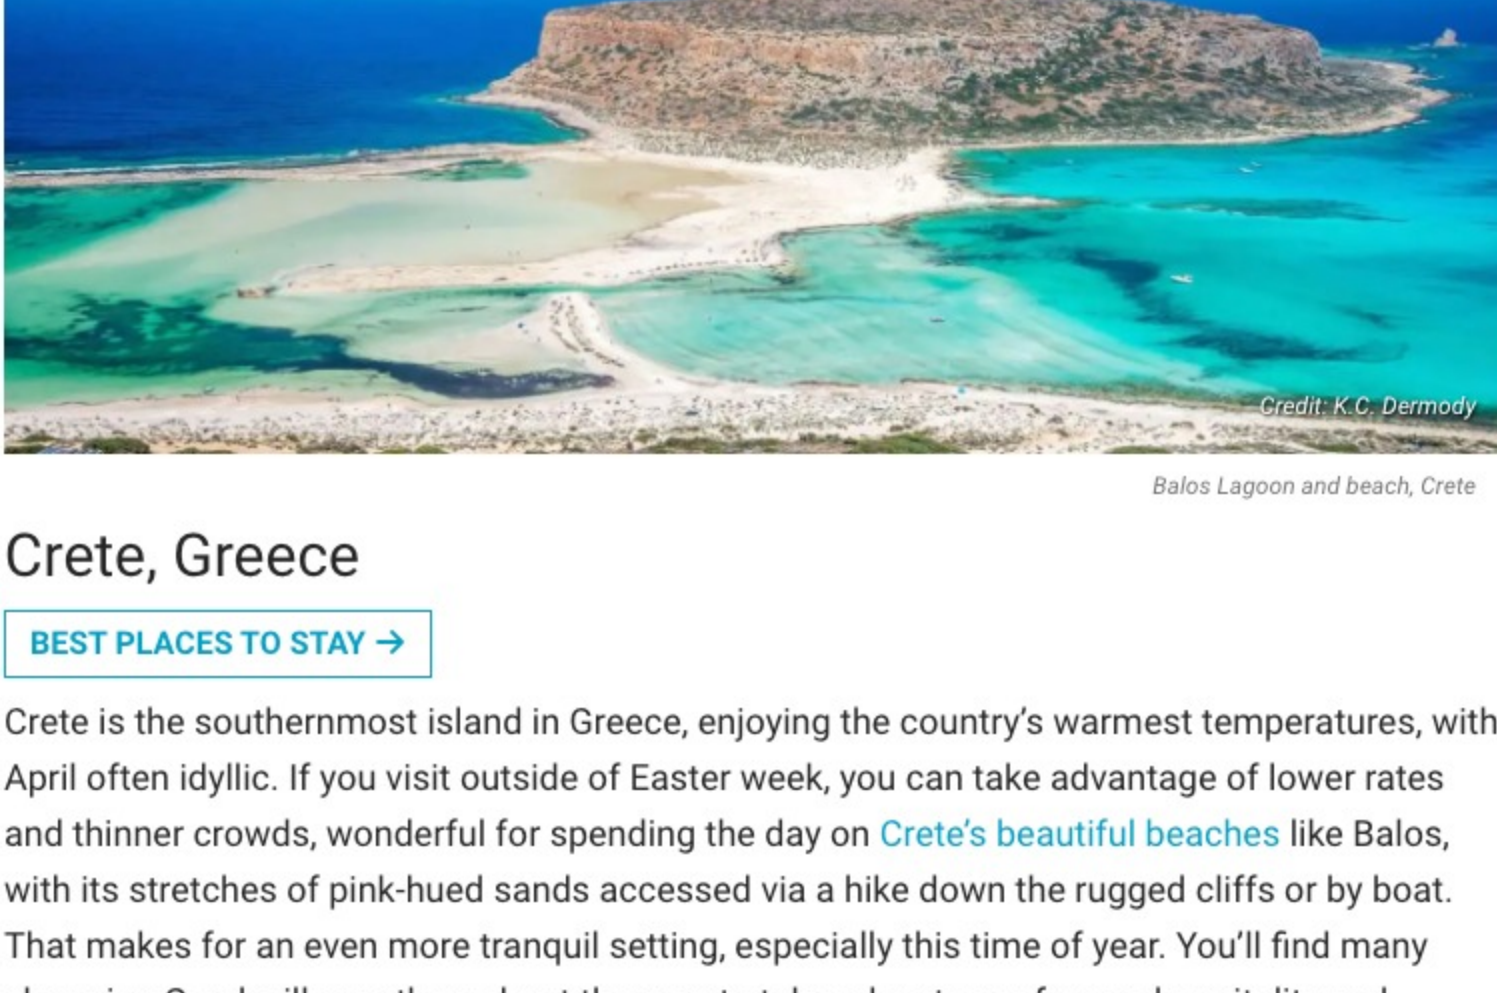 Credit: K.C. Dermody
Balos Lagoon and beach, Crete
Crete, Greece
BEST PLACES TO STAY →
Crete is the southernmost island in Greece, enjoying the country's warmest temperatures, with
April often idyllic. If you visit outside of Easter week, you can take advantage of lower rates
and thinner crowds, wonderful for spending the day on Crete's beautiful beaches like Balos,
with its stretches of pink-hued sands accessed via a hike down the rugged cliffs or by boat.
That makes for an even more tranquil setting, especially this time of year. You'll find many